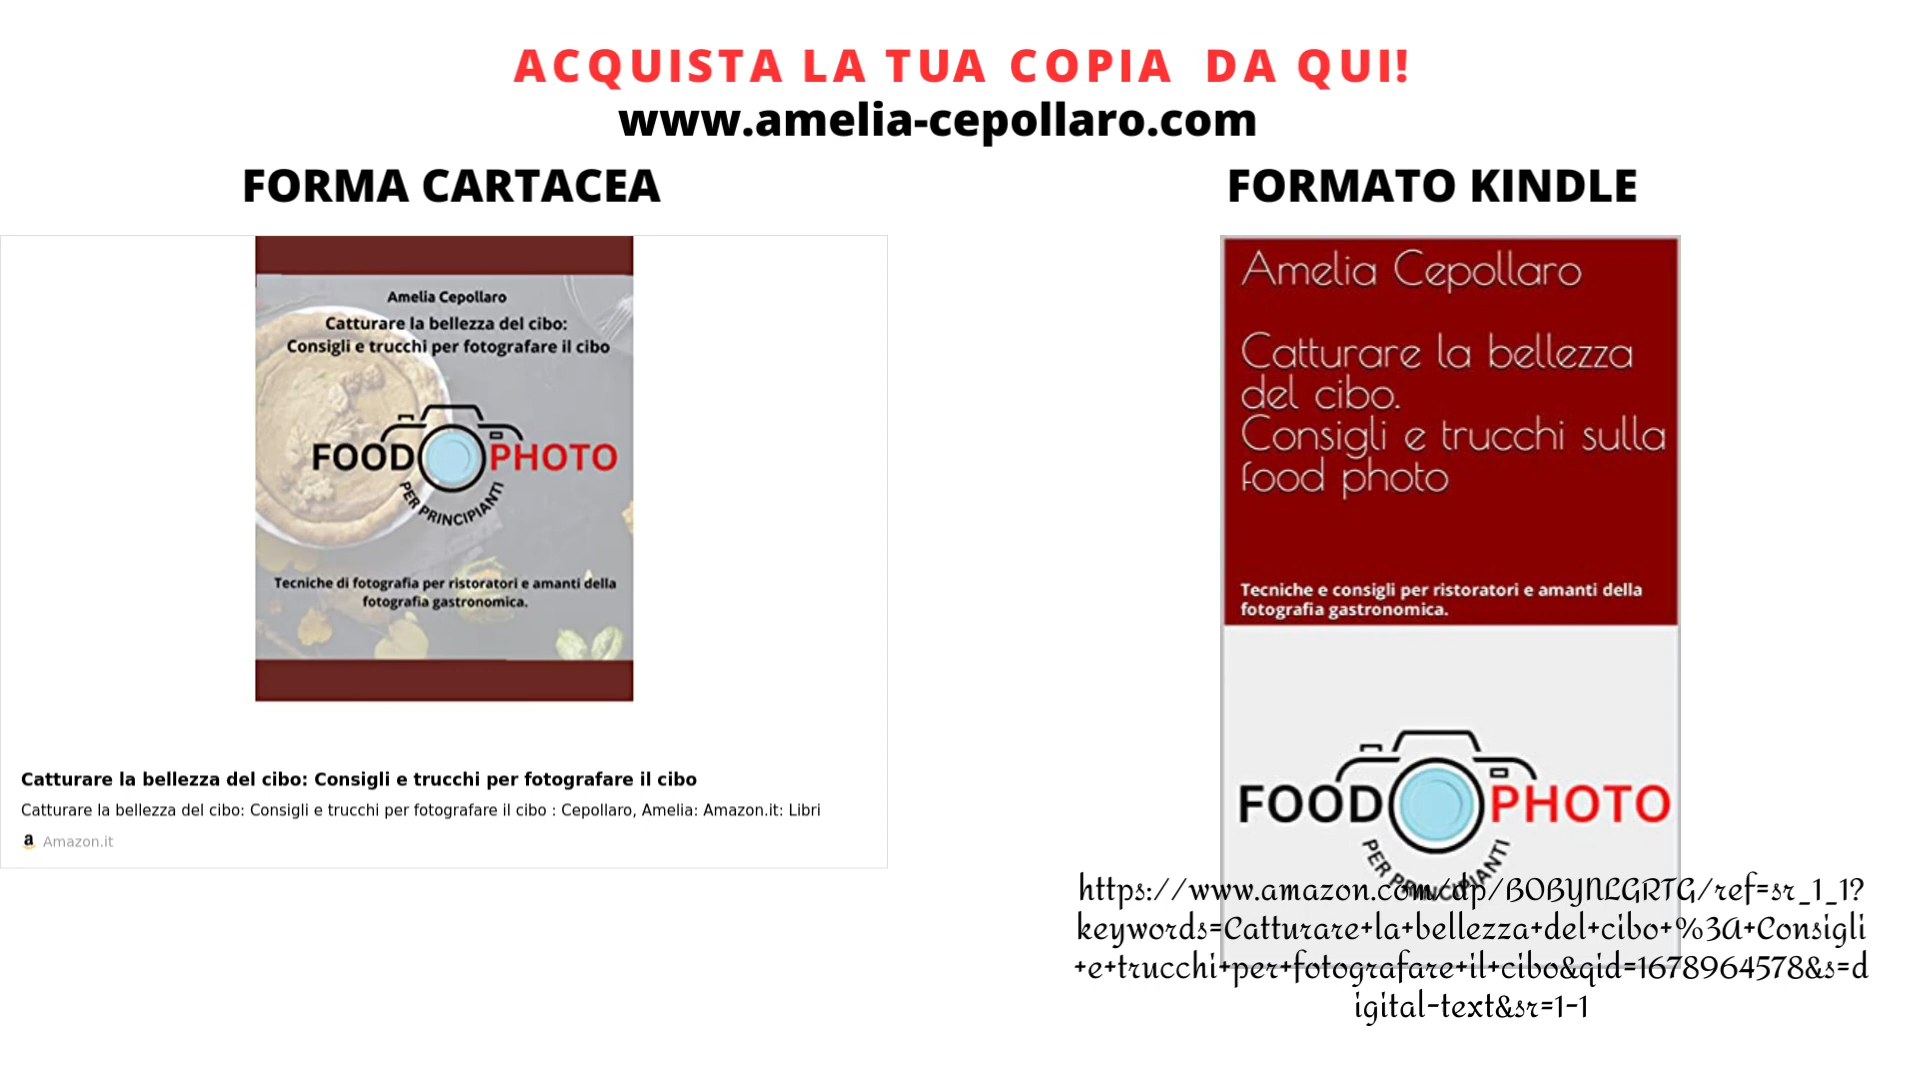 ACQUISTA LA TUA COPIA DA QUI!
www.amelia-cepollaro.com
FORMA CARTACEA
Amelia Cepollaro
Catturare la bellezza del cibo:
Consigli e trucchi per fotografare il cibo
FOOD PHOTO
PER PRINCIPIANTI
Tecniche di fotografia per ristoratori e amanti della
fotografia gastronomica.
Catturare la bellezza del cibo: Consigli e trucchi per fotografare il cibo
Catturare la bellezza del cibo: Consigli e trucchi per fotografare il cibo : Cepollaro, Amelia: Amazon.it: Libri
a Amazon.it
FORMATO KINDLE
Amelia Cepollaro
Catturare la bellezza
del cibo.
Consigli e trucchi sulla
food photo
Tecniche e consigli per ristoratori e amanti della
fotografia gastronomica.
FOOD PHOTO
PER PRINCIPIANTI
https://www.amazon.com/dp/B0BYNLGRTG/ref=sr_1_1?
keywords=Catturare+la+bellezza+del+cibo+%3A+Consigli
+e+trucchi+per+fotografare+il+cibo&qid=1678964578&s=d
igital-text&sr=1-1